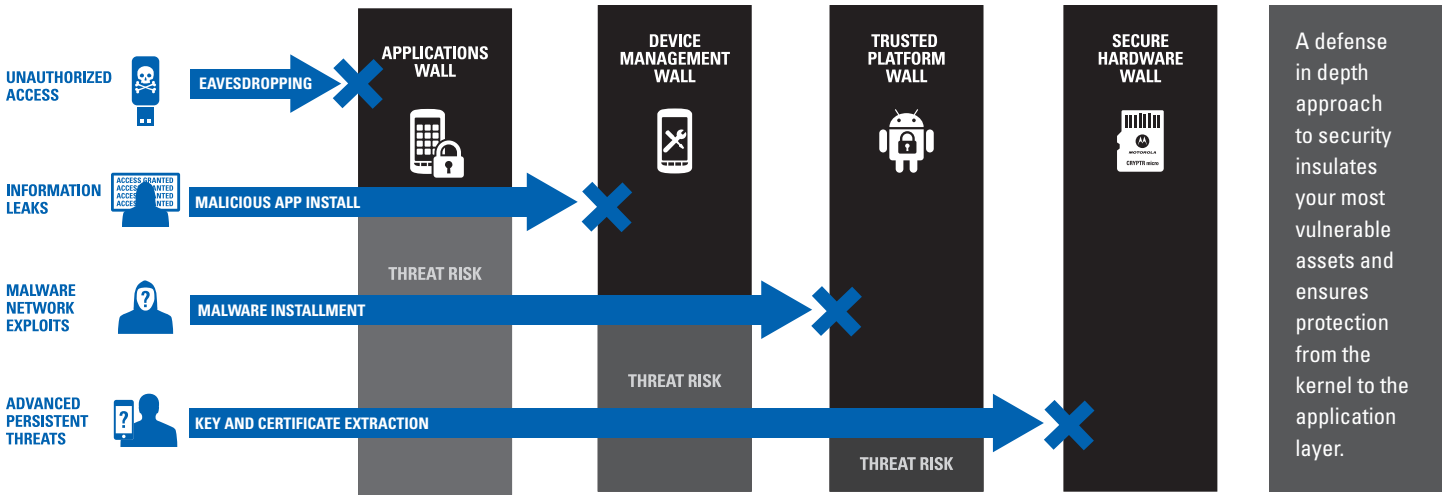 UNAUTHORIZED
ACCESS
EAVESDROPPING
APPLICATIONS
WALL
DEVICE
MANAGEMENT
WALL
TRUSTED
PLATFORM
WALL
SECURE
HARDWARE
WALL
MOTOROLA
CRYPTR micro
INFORMATION
LEAKS
ACCESS GRANTED
MALICIOUS APP INSTALL
THREAT RISK
MALWARE
NETWORK
EXPLOITS
?
MALWARE INSTALLMENT
THREAT RISK
ADVANCED
PERSISTENT
THREATS
?
KEY AND CERTIFICATE EXTRACTION
THREAT RISK
A defense
in depth
approach
to security
insulates
your most
vulnerable
assets and
ensures
protection
from the
kernel to the
application
layer.